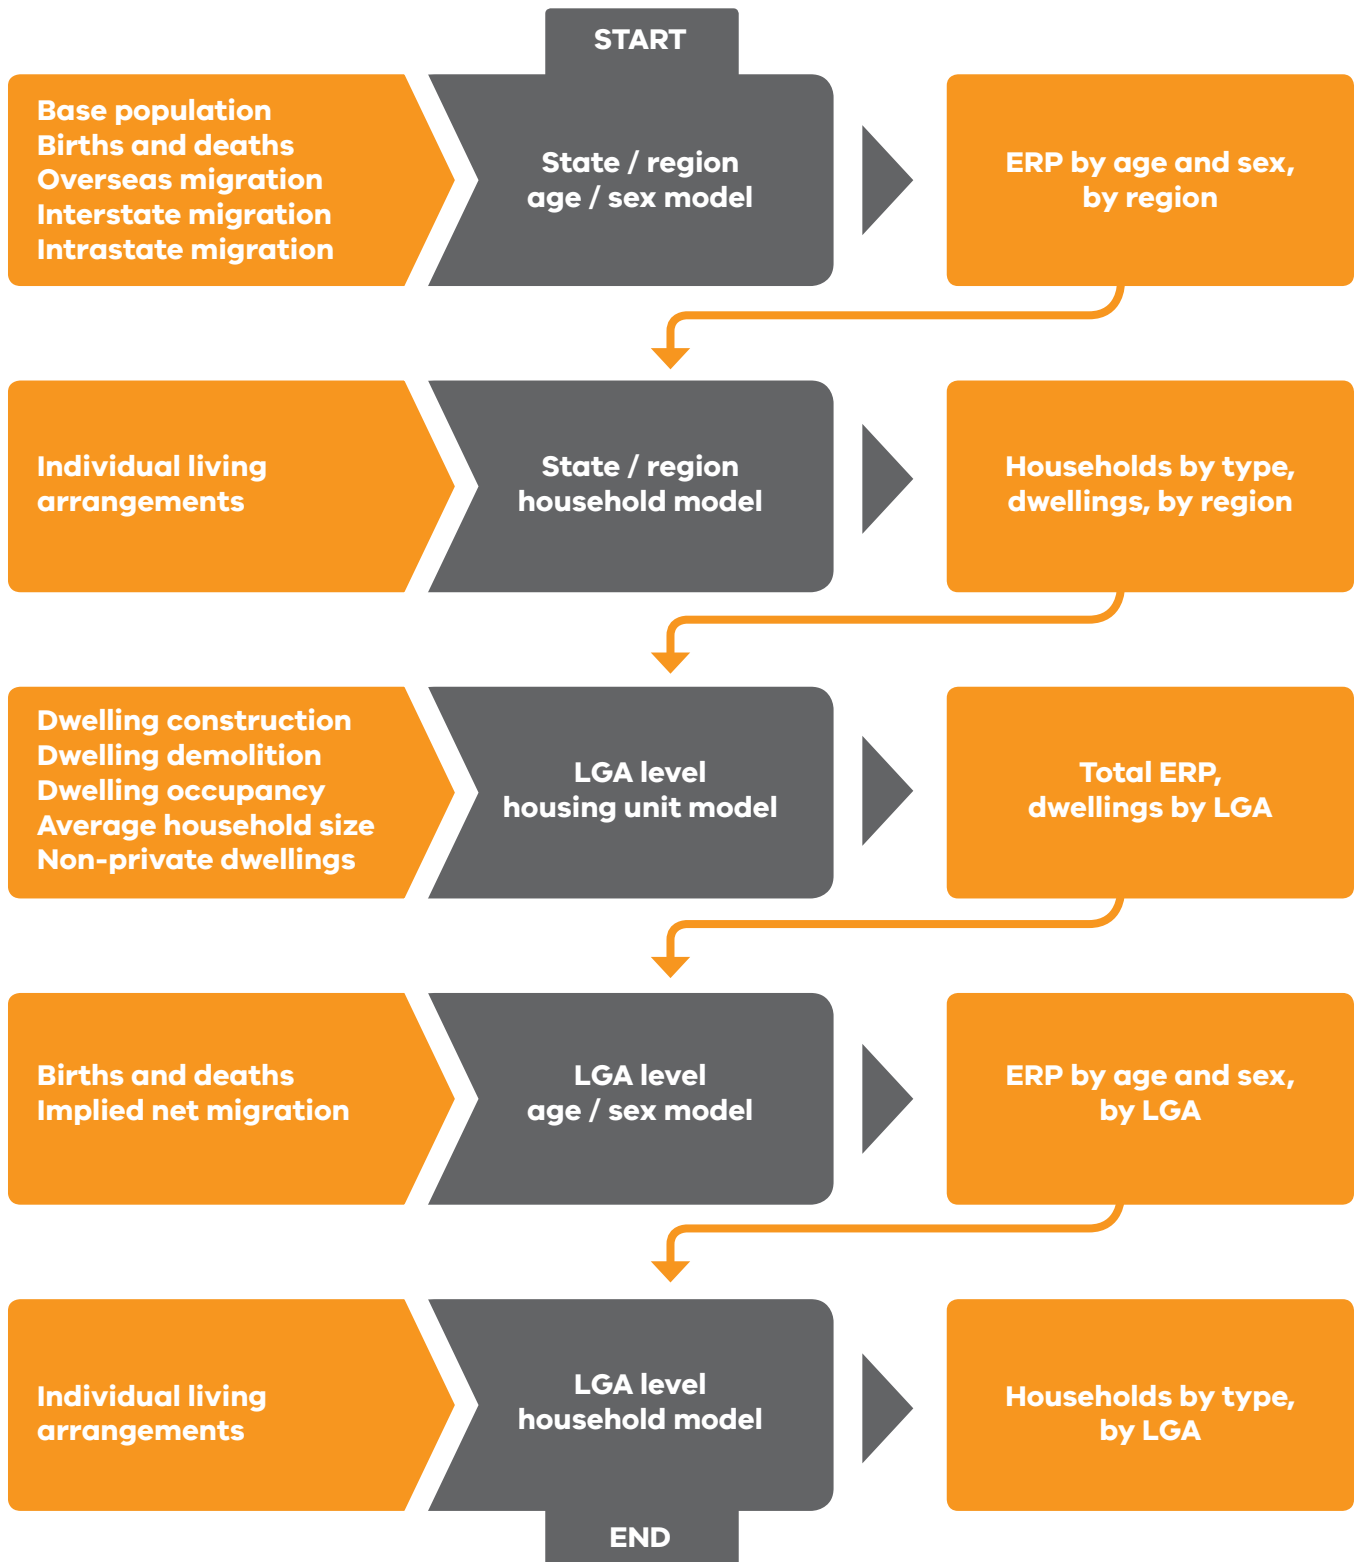 START
Base population
Births and deaths
Overseas migration
Interstate migration
Intrastate migration
State / region
age / sex model
ERP by age and sex,
by region
Individual living
arrangements
State / region
household model
Households by type,
dwellings, by region
Dwelling construction
Dwelling demolition
Dwelling occupancy
Average household size
Non-private dwellings
LGA level
housing unit model
Total ERP,
dwellings by LGA
Births and deaths
Implied net migration
LGA level
age / sex model
ERP by age and sex,
by LGA
Individual living
arrangements
LGA level
household model
Households by type,
by LGA
END